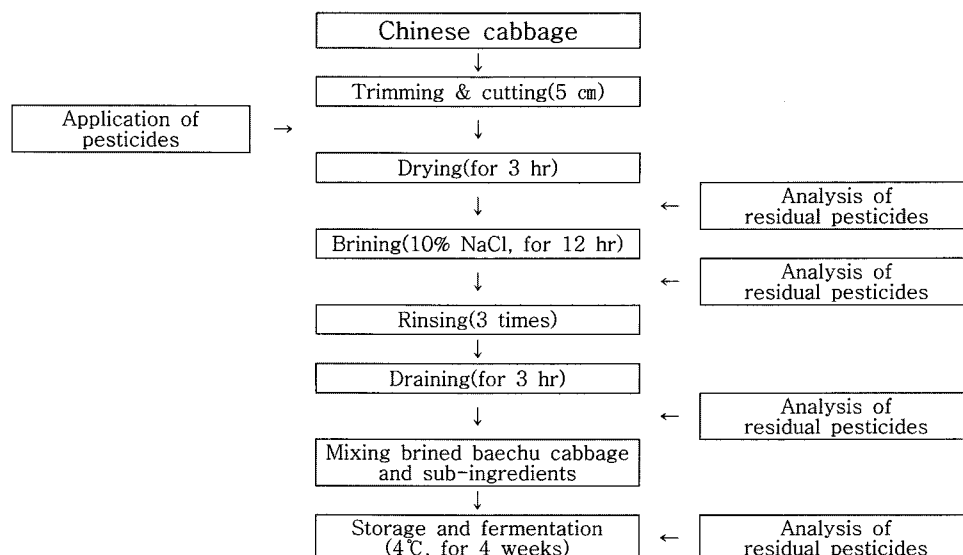 Chinese cabbage
↓
Trimming & cutting(5 ㎝)
Application of
pesticides
→
↓
Drying(for 3 hr)
↓
←
Analysis of
residual pesticides
Brining(10% NaCl, for 12 hr)
↓
←
Analysis of
residual pesticides
Rinsing(3 times)
↓
Draining(for 3 hr)
↓
←
Analysis of
residual pesticides
Mixing brined baechu cabbage
and sub-ingredients
↓
Storage and fermentation
(4℃, for 4 weeks)
←
Analysis of
residual pesticides